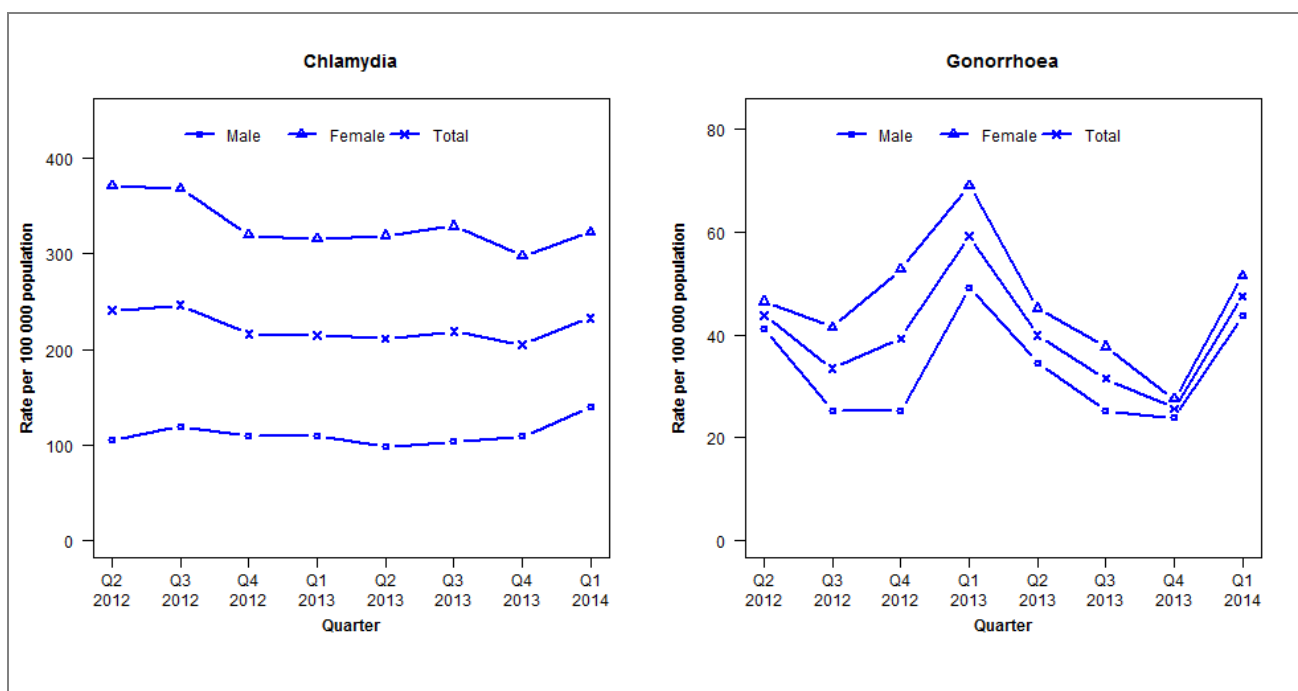 Chlamydia
Male Female Total
400
300
200
100
0
Rate per 100 000 population
Q2 Q3 Q4 Q1 Q2 Q3 Q4 Q1
2012 2012 2012 2013 2013 2013 2013 2014
Quarter
Gonorrhoea
Male Female Total
80
60
40
20
0
Rate per 100 000 population
Q2 Q3 Q4 Q1 Q2 Q3 Q4 Q1
2012 2012 2012 2013 2013 2013 2013 2014
Quarter